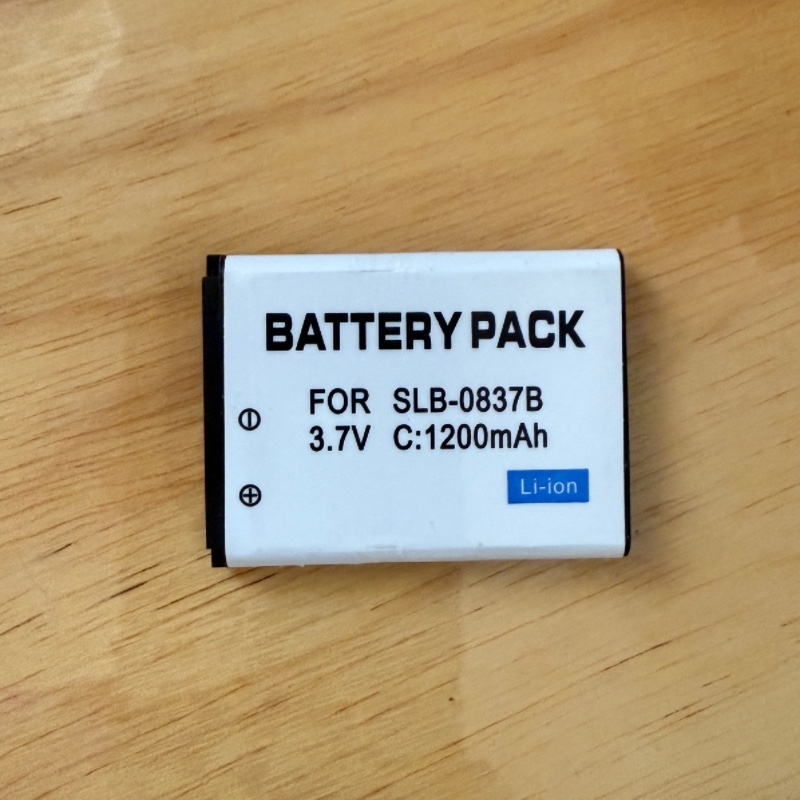 BATTERY PACK
FOR SLB-0837B
3.7V C:1200mAh
Li-ion